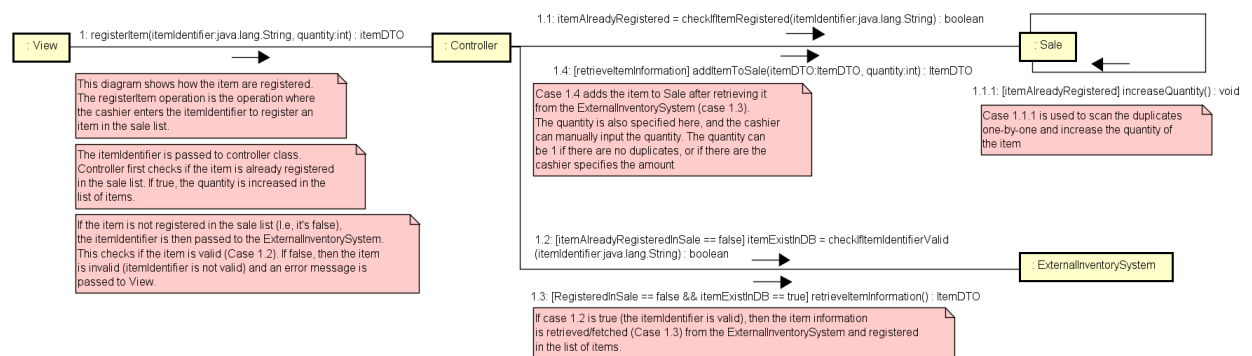 1.1: itemAlreadyRegistered = checkIfItemRegistered(itemIdentifier:java.lang.String) : boolean
1: registerItem(itemIdentifier:java.lang.String, quantity:int) : itemDTO
: View
: Controller
: Sale
1.4: [retrieveItemInformation] addItemToSale(itemDTO:ItemDTO, quantity:int) : ItemDTO
1.1.1: [itemAlreadyRegistered] increaseQunatity() : void
This diagram shows how the item are registered.
The registerItem operation is the operation where
the cashier enters the itemIdentifier to register an
item in the sale list.
Case 1.4 adds the item to Sale after retrieving it
from the ExternalInventorySystem (case 1.3).
The quantity is also specified here, and the cashier
can manually input the quantity. The quantity can
be 1 if there are no duplicates, or if there are the
cashier specifies the amount
Case 1.1.1 is used to scan the duplicates
one-by-one and increase the quantity of
the item
The itemIdentifier is passed to controller class.
Controller first checks if the item is already registered
in the sale list. If true, the quantity is increased in the
list of items.
If the item is not registered in the sale list (I.e, it's false),
the itemIdentifier is then passed to the ExternalInventorySystem.
This checks if the item is valid (Case 1.2). If false, then the item
is invalid (itemIdentifier is not valid) and an error message is
passed to View.
1.2: [itemAlreadyRegisteredInSale == false] itemExistInDB = checkIfItemIdentifierValid
(itemIdentifier:java.lang.String) : boolean
: ExternalInventorySystem
1.3: [RegisteredInSale == false && itemExistInDB == true] retrieveItemInformation() : ItemDTO
If case 1.2 is true (the itemIdentifier is valid), then the item information
is retrieved/fetched (Case 1.3) from the ExternalInventorySystem and registered
in the list of items.